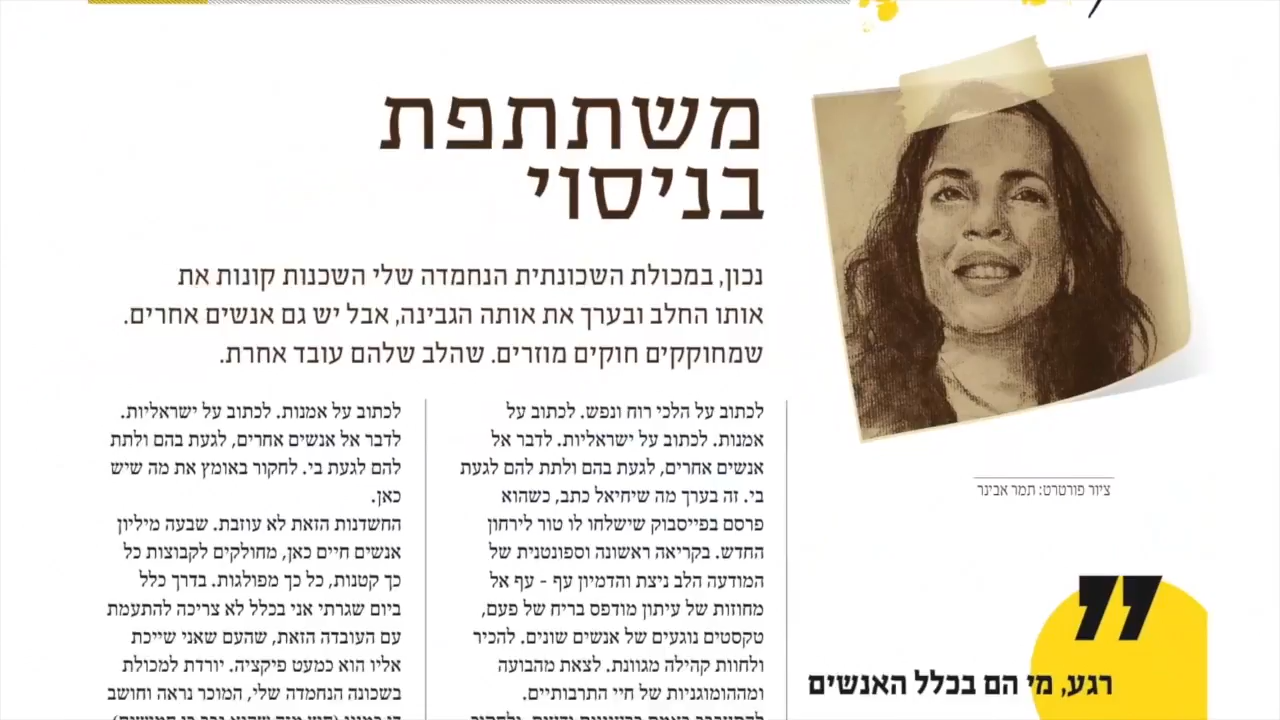 משתתפת
בניסוי
נכון, במכולת השכונתית הנחמדה שלי השכנות קונות את
אותו החלב ובערך את אותה הגבינה, אבל יש גם אנשים אחרים.
שמחוקקים חוקים מוזרים. שהלב שלהם עובד אחרת.
לכתוב על הלכי רוח ונפש. לכתוב על
אמנות. לכתוב על ישראליות. לדבר אל
אנשים אחרים, לגעת בהם ולתת להם לגעת
בי. זה בערך מה שיחיאל כתב, כשהוא
פרסם בפייסבוק שישלחו לו טור לירחון
החדש. בקריאה ראשונה וספונטנית של
המודעה הלב ניצת והדמיון עף - עף אל
מחוזות של עיתון מודפס בריח של פעם,
טקסטים נוגעים של אנשים שונים. להכיר
ולחוות קהילה מגוונת. לצאת מהבועה
ומההומוגניות של חיי התרבותיים.
לכתוב על אמנות. לכתוב על ישראליות.
לדבר אל אנשים אחרים, לגעת בהם ולתת
להם לגעת בי. לחקור באומץ את מה שיש
כאן.
החשדנות הזאת לא עוזבת. שבעה מיליון
אנשים חיים כאן, מחולקים לקבוצות כל
כך קטנות, כל כך מפולגות. בדרך כלל
ביום שגרתי אני בכלל לא צריכה להתעמת
עם העובדה הזאת, שהעם שאני שייכת
אליו הוא כמעט פיקציה. יורדת למכולת
בשכונה הנחמדה שלי, המוכר נראה וחושב
ציור פורטרט: תמר אבינר
"
רגע, מי הם בכלל האנשים